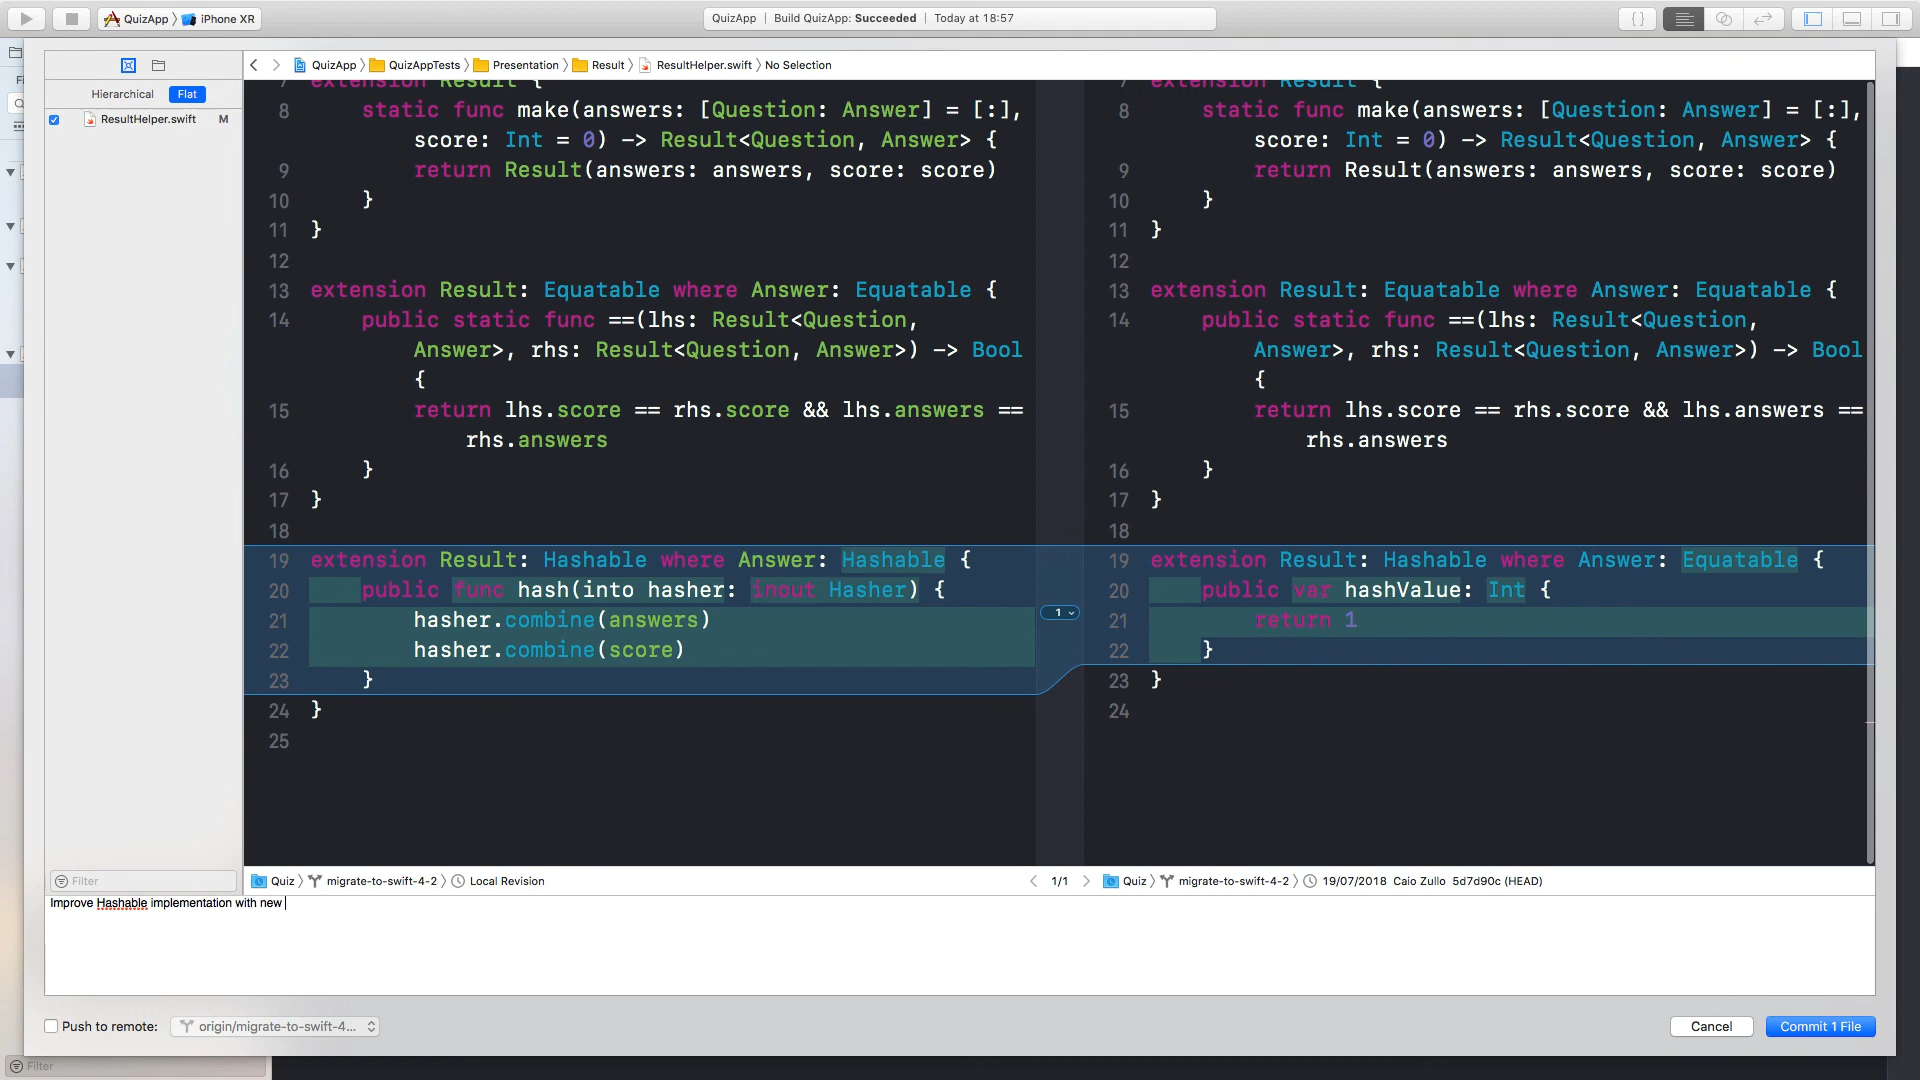 QuizApp iPhone XR
QuizApp | Build QuizApp: Succeeded | Today at 18:57
Hierarchical Flat
ResultHelper.swift M
QuizApp QuizAppTests Presentation Result ResultHelper.swift No Selection
7 extension Result {
8 static func make(answers: [Question: Answer] = [:],
score: Int = 0) -> Result<Question, Answer> {
9 return Result(answers: answers, score: score)
10 }
11 }
12
13 extension Result: Equatable where Answer: Equatable {
14 public static func ==(lhs: Result<Question,
Answer>, rhs: Result<Question, Answer>) -> Bool
{
15 return lhs.score == rhs.score && lhs.answers ==
rhs.answers
16 }
17 }
18
19 extension Result: Hashable where Answer: Hashable {
20 public func hash(into hasher: inout Hasher) {
21 hasher.combine(answers)
22 hasher.combine(score)
23 }
24 }
25
1
7 extension Result {
8 static func make(answers: [Question: Answer] = [:],
score: Int = 0) -> Result<Question, Answer> {
9 return Result(answers: answers, score: score)
10 }
11 }
12
13 extension Result: Equatable where Answer: Equatable {
14 public static func ==(lhs: Result<Question,
Answer>, rhs: Result<Question, Answer>) -> Bool
{
15 return lhs.score == rhs.score && lhs.answers ==
rhs.answers
16 }
17 }
18
19 extension Result: Hashable where Answer: Equatable {
20 public var hashValue: Int {
21 return 1
22 }
23 }
24
Filter
Quiz migrate-to-swift-4-2 Local Revision
1/1
Quiz migrate-to-swift-4-2 19/07/2018 Caio Zullo 5d7d90c (HEAD)
Improve Hashable implementation with new
Push to remote: origin/migrate-to-swift-4...
Cancel Commit 1 File
Filter